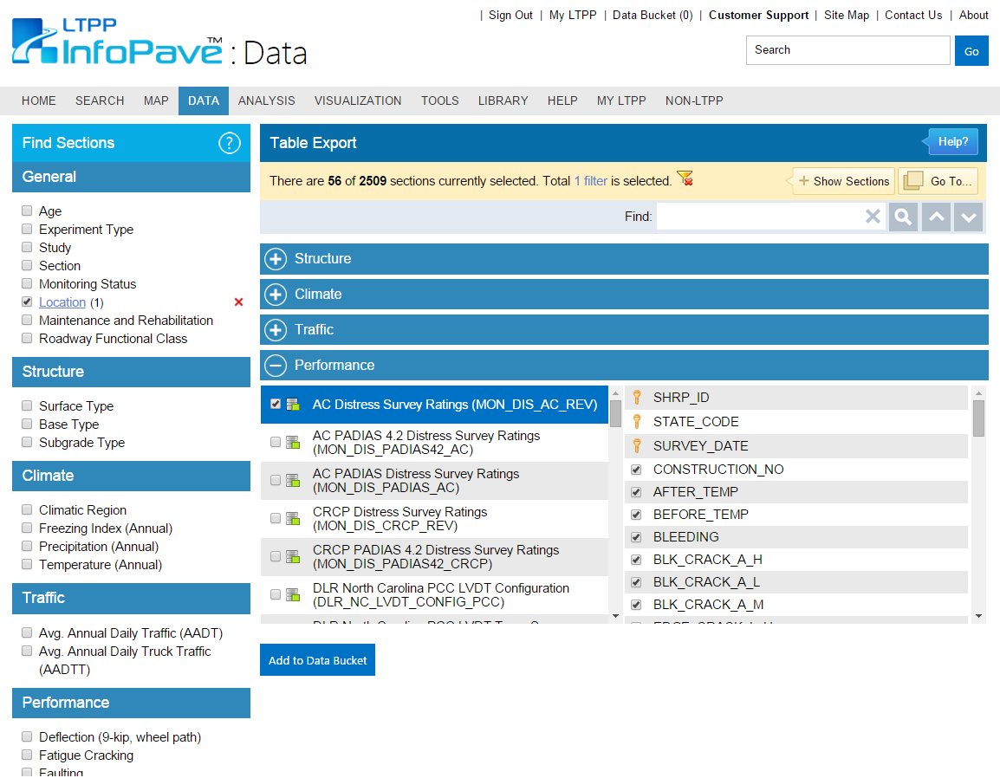 | Sign Out | My LTPP | Data Bucket (0) | Customer Support | Site Map | Contact Us | About
LTPP
InfoPave™ : Data
Search
Go
HOME SEARCH MAP DATA ANALYSIS VISUALIZATION TOOLS LIBRARY HELP MY LTPP NON-LTPP
Find Sections
?
General
Age
Experiment Type
Study
Section
Monitoring Status
Location (1)
Maintenance and Rehabilitation
Roadway Functional Class
Structure
Surface Type
Base Type
Subgrade Type
Climate
Climatic Region
Freezing Index (Annual)
Precipitation (Annual)
Temperature (Annual)
Traffic
Avg. Annual Daily Traffic (AADT)
Avg. Annual Daily Truck Traffic
(AADTT)
Performance
Deflection (9-kip, wheel path)
Fatigue Cracking
Faulting
Table Export
Help?
There are 56 of 2509 sections currently selected. Total 1 filter is selected.
+ Show Sections
Go To...
Find:
Structure
Climate
Traffic
Performance
AC Distress Survey Ratings (MON_DIS_AC_REV)
AC PADIAS 4.2 Distress Survey Ratings
(MON_DIS_PADIAS42_AC)
AC PADIAS Distress Survey Ratings
(MON_DIS_PADIAS_AC)
CRCP Distress Survey Ratings
(MON_DIS_CRCP_REV)
CRCP PADIAS 4.2 Distress Survey Ratings
(MON_DIS_PADIAS42_CRCP)
DLR North Carolina PCC LVDT Configuration
(DLR_NC_LVDT_CONFIG_PCC)
DLR North Carolina PCC LVDT
SHRP_ID
STATE_CODE
SURVEY_DATE
CONSTRUCTION_NO
AFTER_TEMP
BEFORE_TEMP
BLEEDING
BLK_CRACK_A_H
BLK_CRACK_A_L
BLK_CRACK_A_M
Add to Data Bucket